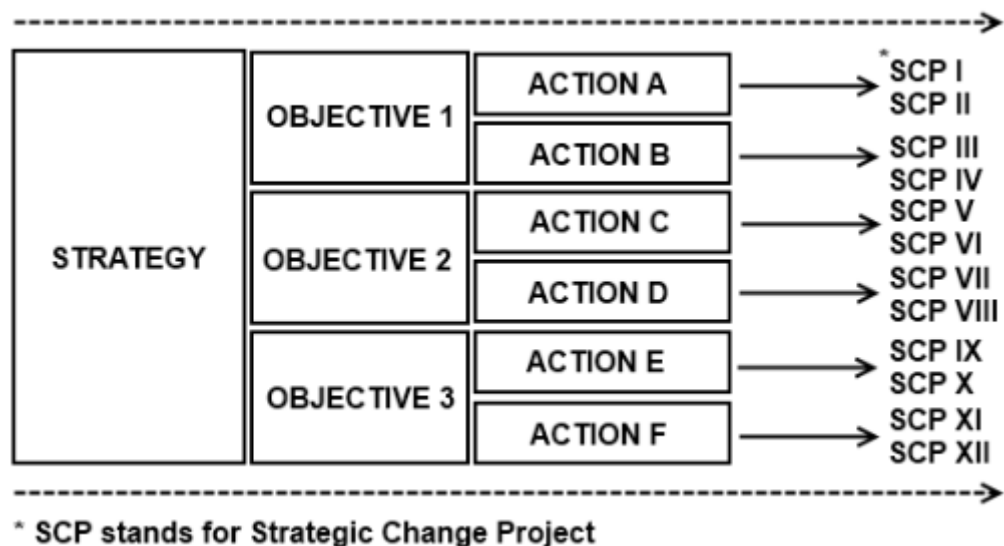 STRATEGY
OBJECTIVE 1
ACTION A
* SCP I
SCP II
ACTION B
SCP III
SCP IV
OBJECTIVE 2
ACTION C
SCP V
SCP VI
ACTION D
SCP VII
SCP VIII
OBJECTIVE 3
ACTION E
SCP IX
SCP X
ACTION F
SCP XI
SCP XII
* SCP stands for Strategic Change Project